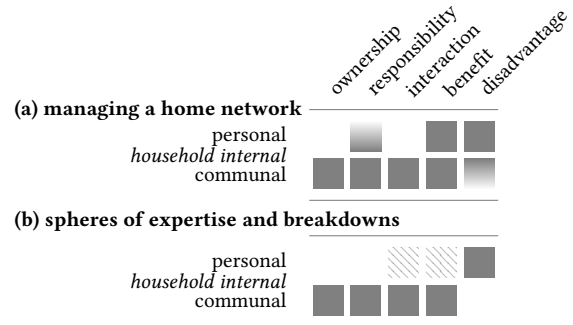 ownership
responsibility
interaction
benefit
disadvantage
(a) managing a home network
personal
household internal
communal
(b) spheres of expertise and breakdowns
personal
household internal
communal